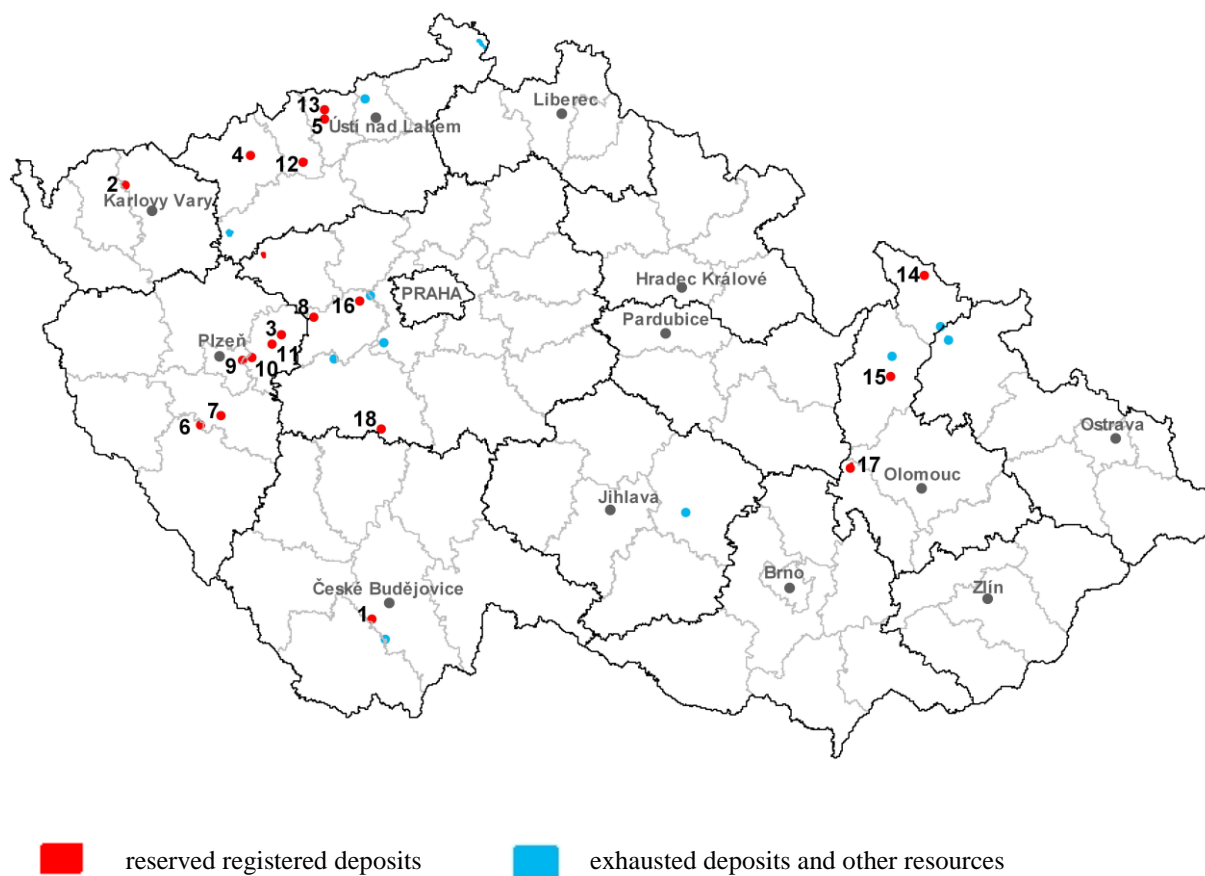 Liberec
13
5
Ústí nad Labem
4
12
2
Karlovy Vary
Hradec Králové
14
PRAHA
16
8
Pardubice
3
Plzeň
11
9
10
15
7
6
18
Ostrava
17
Olomouc
Jihlava
Brno
České Budějovice
Zlín
1
reserved registered deposits
exhausted deposits and other resources